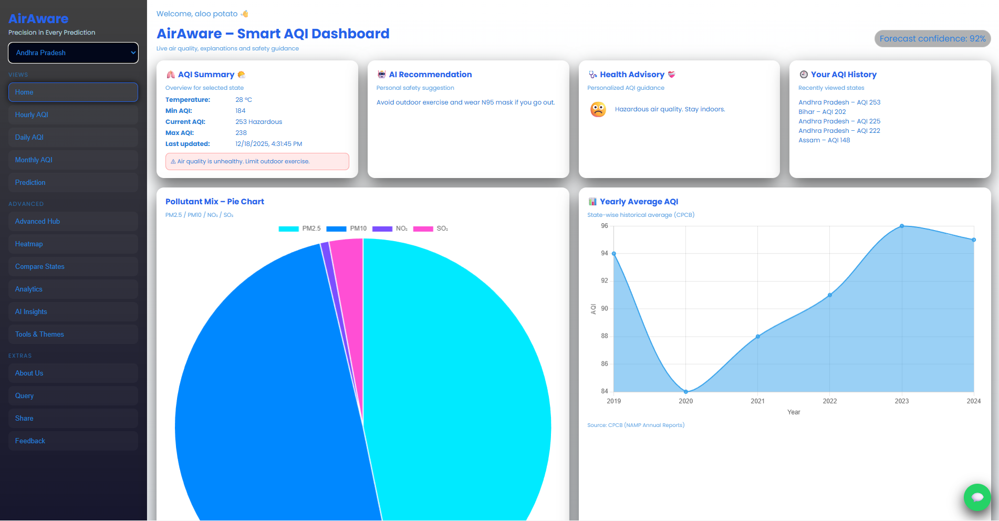 AirAware
Precision in Every Prediction
Andhra Pradesh
VIEWS
Home
Hourly AQI
Daily AQI
Monthly AQI
Prediction
ADVANCED
Advanced Hub
Heatmap
Compare States
Analytics
AI Insights
Tools & Themes
EXTRAS
About Us
Query
Share
Feedback
Welcome, aloo potato 👋
AirAware – Smart AQI Dashboard
Live air quality, explanations and safety guidance
Forecast confidence: 92%
🫁 AQI Summary 🌤️
Overview for selected state
Temperature: 28 °C
Min AQI: 184
Current AQI: 253 Hazardous
Max AQI: 238
Last updated: 12/18/2025, 4:31:45 PM
⚠ Air quality is unhealthy. Limit outdoor exercise.
🤖 AI Recommendation
Personal safety suggestion
Avoid outdoor exercise and wear N95 mask if you go out.
🩺 Health Advisory 💝
Personalized AQI guidance
Hazardous air quality. Stay indoors.
🕘 Your AQI History
Recently viewed states
Andhra Pradesh – AQI 253
Bihar – AQI 202
Andhra Pradesh – AQI 225
Andhra Pradesh – AQI 222
Assam – AQI 148
Pollutant Mix – Pie Chart
PM2.5 / PM10 / NO₂ / SO₂
PM2.5 PM10 NO₂ SO₂
📊 Yearly Average AQI
State-wise historical average (CPCB)
96
94
92
90
88
86
84
AQI
2019 2020 2021 2022 2023 2024
Year
Source: CPCB (NAMP Annual Reports)